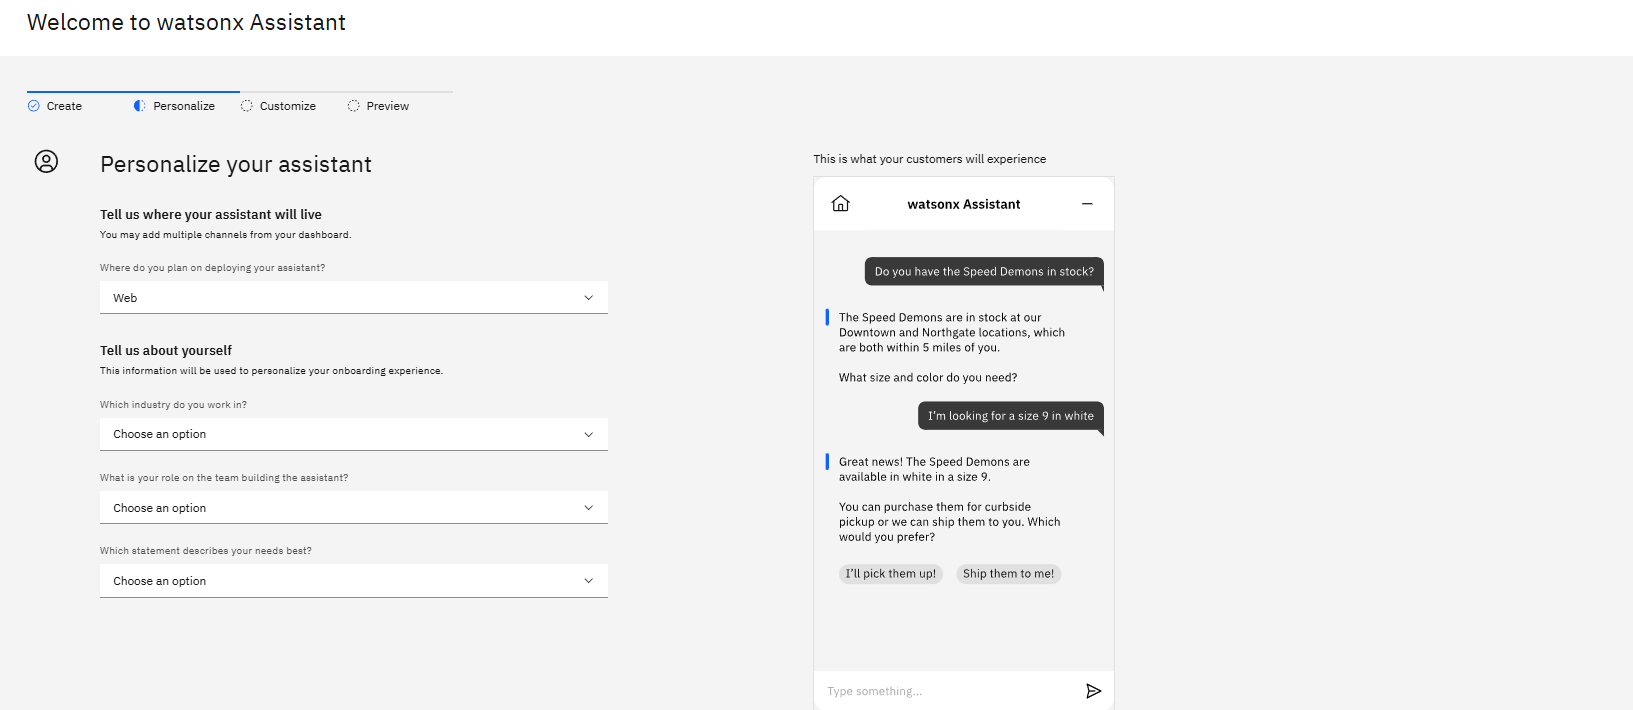 Welcome to watsonx Assistant
Create
Personalize
Customize
Preview
Personalize your assistant
Tell us where your assistant will live
You may add multiple channels from your dashboard.
Where do you plan on deploying your assistant?
Web
Tell us about yourself
This information will be used to personalize your onboarding experience.
Which industry do you work in?
Choose an option
What is your role on the team building the assistant?
Choose an option
Which statement describes your needs best?
Choose an option
This is what your customers will experience
watsonx Assistant
Do you have the Speed Demons in stock?
The Speed Demons are in stock at our
Downtown and Northgate locations, which
are both within 5 miles of you.
What size and color do you need?
I'm looking for a size 9 in white
Great news! The Speed Demons are
available in white in a size 9.
You can purchase them for curbside
pickup or we can ship them to you. Which
would you prefer?
I'll pick them up!
Ship them to me!
Type something...